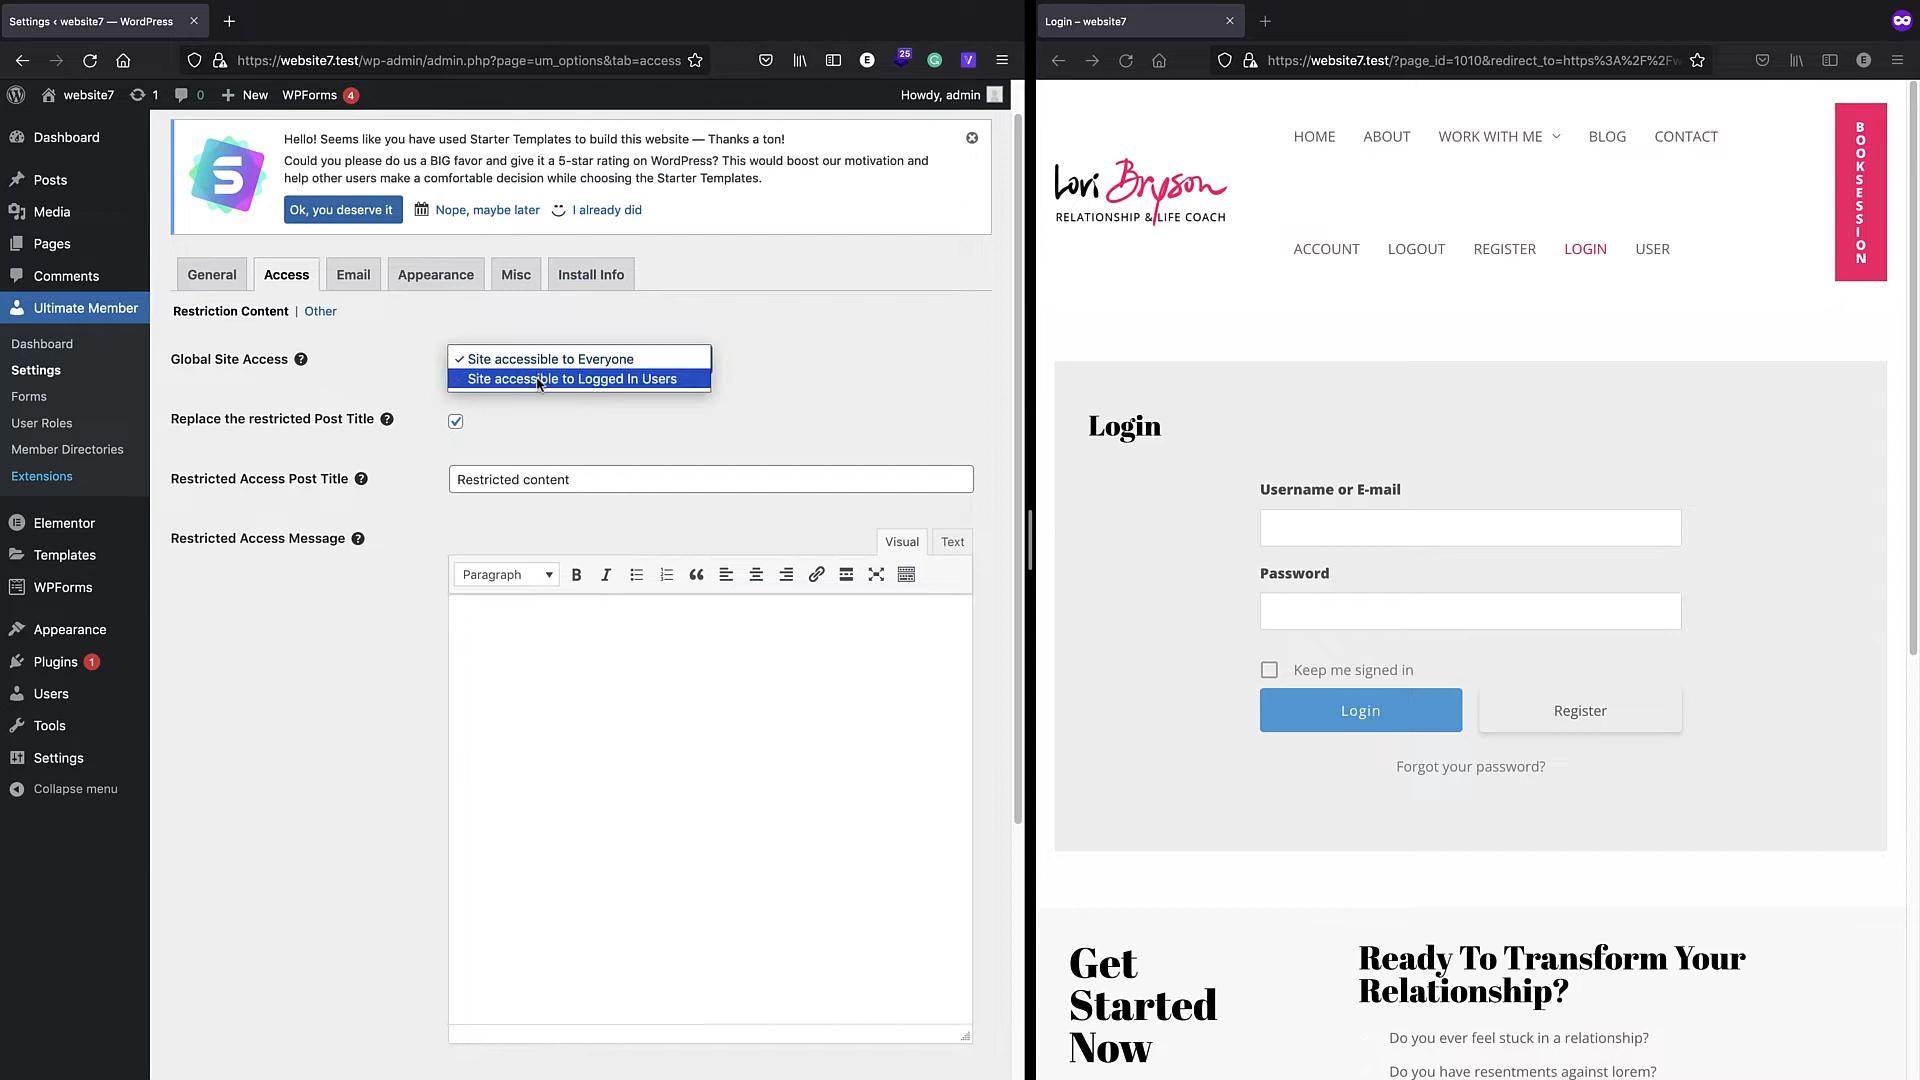 Settings ‹ website7 — WordPress
https://website7.test/wp-admin/admin.php?page=um_options&tab=access
25
website7
1
0
New
WPForms 4
Howdy, admin
Dashboard
Posts
Media
Pages
Comments
Ultimate Member
Dashboard
Settings
Forms
User Roles
Member Directories
Extensions
Elementor
Templates
WPForms
Appearance
Plugins 1
Users
Tools
Settings
Collapse menu
Hello! Seems like you have used Starter Templates to build this website — Thanks a ton!
Could you please do us a BIG favor and give it a 5-star rating on WordPress? This would boost our motivation and
help other users make a comfortable decision while choosing the Starter Templates.
Ok, you deserve it
Nope, maybe later
I already did
General
Access
Email
Appearance
Misc
Install Info
Restriction Content | Other
Global Site Access
Site accessible to Everyone
Site accessible to Logged In Users
Replace the restricted Post Title
Restricted Access Post Title
Restricted content
Restricted Access Message
Visual
Text
Paragraph
Login – website7
https://website7.test/?page_id=1010&redirect_to=https%3A%2F%2Fw
HOME
ABOUT
WORK WITH ME
BLOG
CONTACT
Lori Bryson
RELATIONSHIP & LIFE COACH
ACCOUNT
LOGOUT
REGISTER
LOGIN
USER
BOOK SESSION
Login
Username or E-mail
Password
Keep me signed in
Login
Register
Forgot your password?
Get
Started
Now
Ready To Transform Your
Relationship?
Do you ever feel stuck in a relationship?
Do you have resentments against lorem?